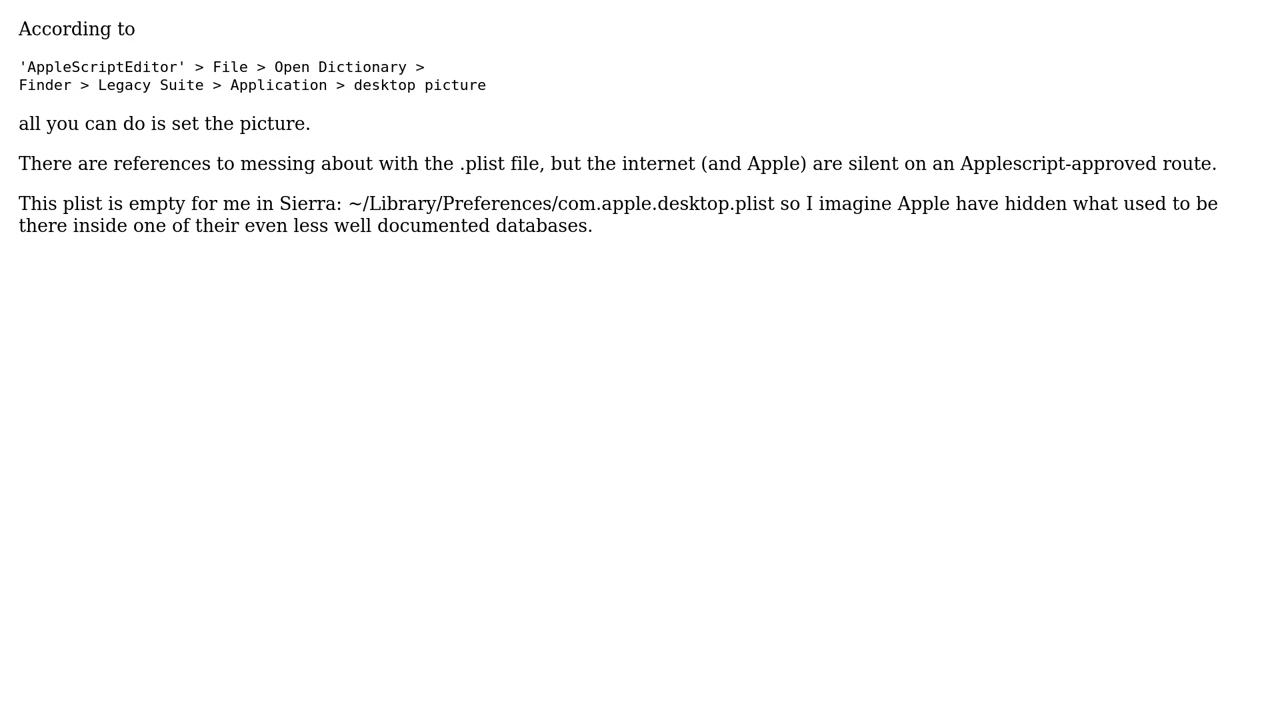 According to
'AppleScriptEditor' > File > Open Dictionary >
Finder > Legacy Suite > Application > desktop picture
all you can do is set the picture.
There are references to messing about with the .plist file, but the internet (and Apple) are silent on an Applescript-approved route.
This plist is empty for me in Sierra: ~/Library/Preferences/com.apple.desktop.plist so I imagine Apple have hidden what used to be
there inside one of their even less well documented databases.